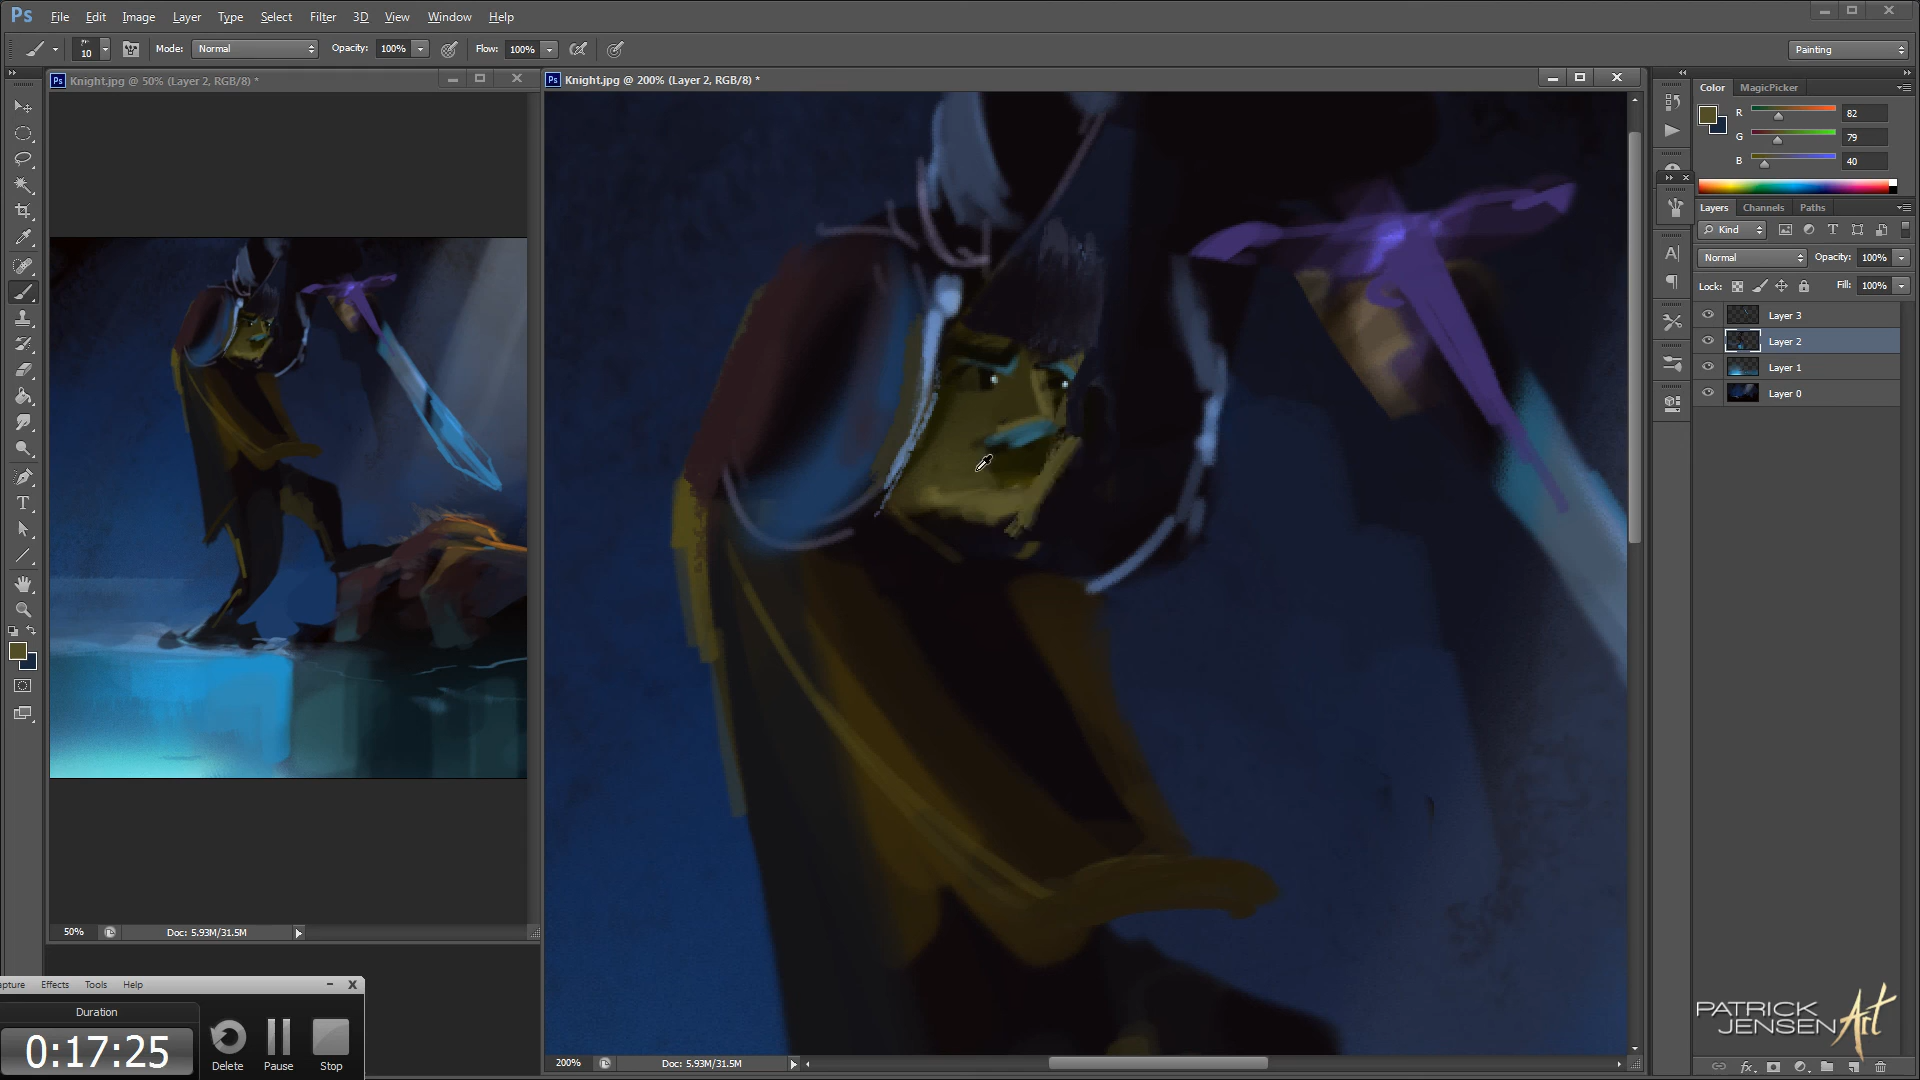 Ps File Edit Image Layer Type Select Filter 3D View Window Help
10 Mode: Normal Opacity: 100% Flow: 100% Painting
Ps Knight.jpg @ 50% (Layer 2, RGB/8) *
Ps Knight.jpg @ 200% (Layer 2, RGB/8) *
Color MagicPicker
R 82
G 79
B 40
Layers Channels Paths
Kind
Normal Opacity: 100%
Lock: Fill: 100%
Layer 3
Layer 2
Layer 1
Layer 0
50% Doc: 5.93M/31.5M
apture Effects Tools Help
Duration
0:17:25
Delete Pause Stop
200% Doc: 5.93M/31.5M
PATRICK
JENSEN Art